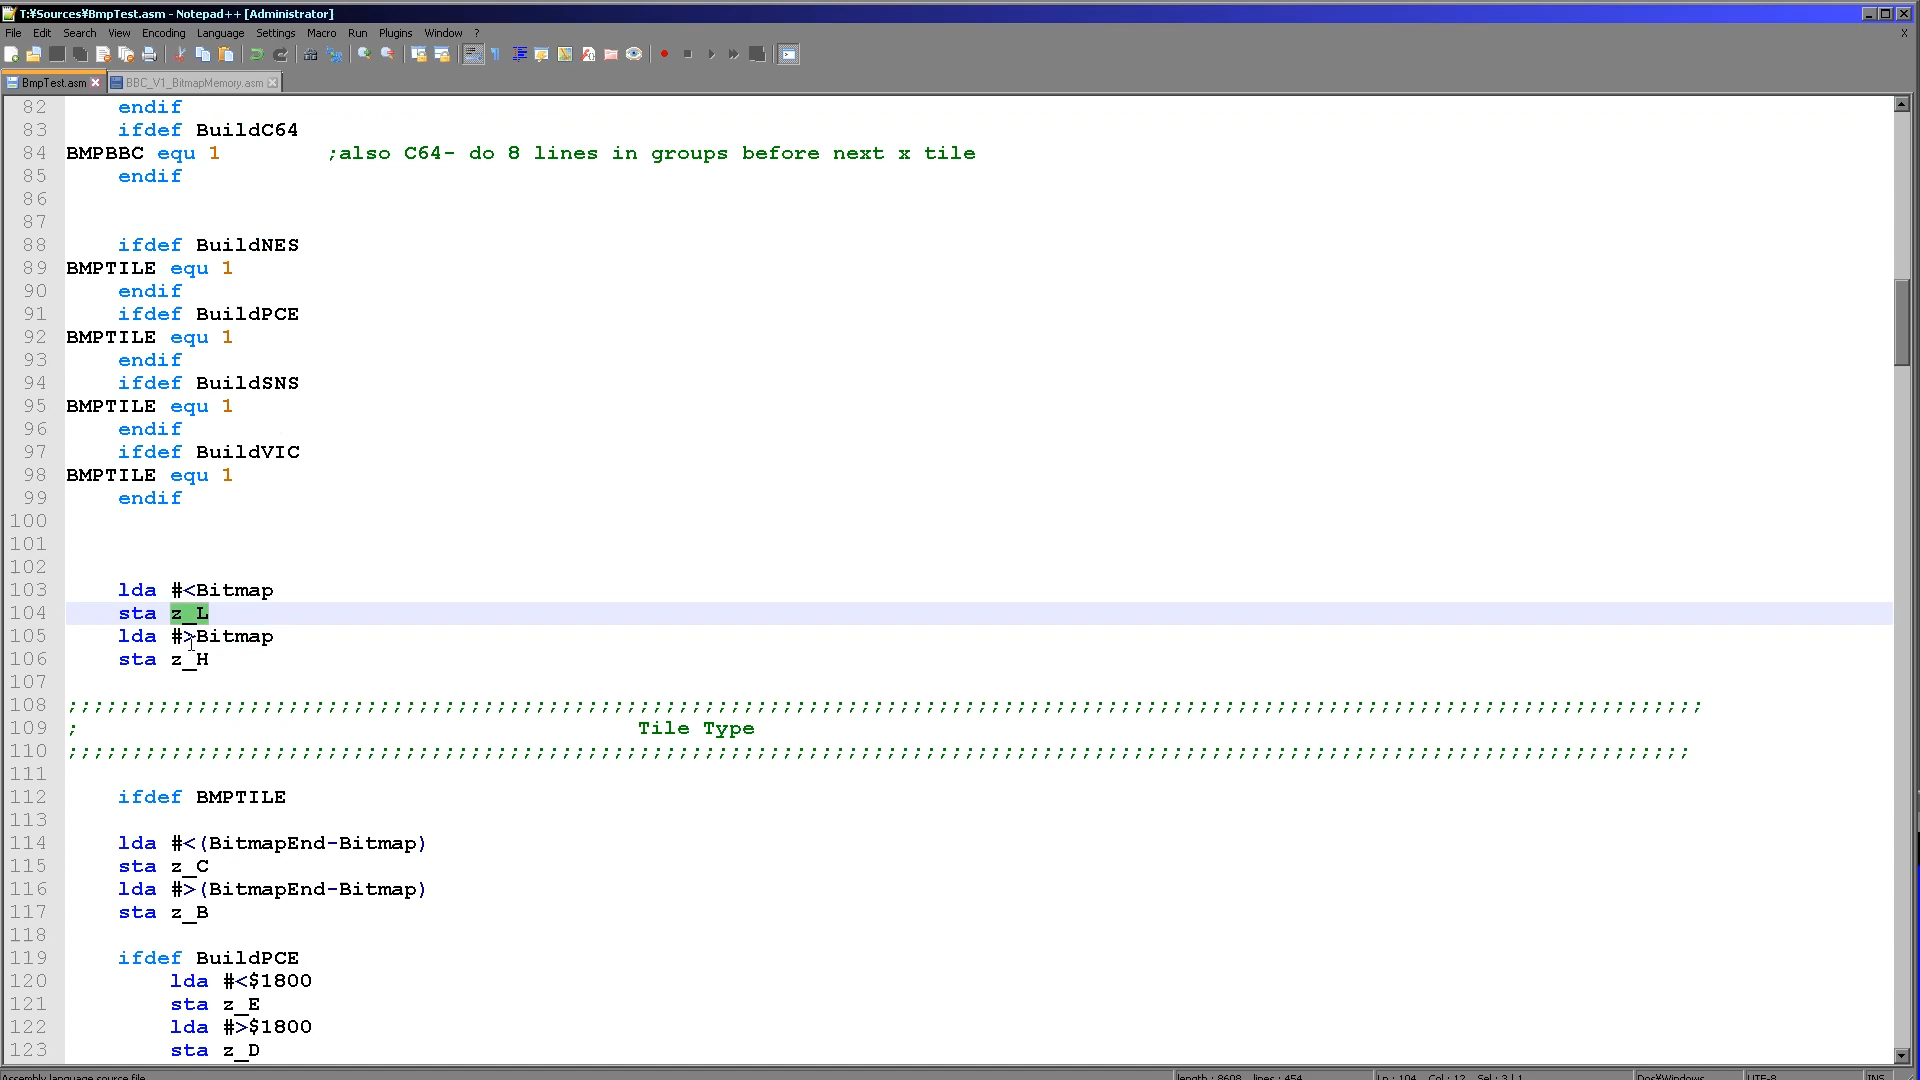 T:¥Sources¥BmpTest.asm - Notepad++ [Administrator]
File Edit Search View Encoding Language Settings Macro Run Plugins Window ? X
BmpTest.asm BBC_V1_BitmapMemory.asm
82 endif
83 ifdef BuildC64
84 BMPBBC equ 1 ;also C64- do 8 lines in groups before next x tile
85 endif
86
87
88 ifdef BuildNES
89 BMPTILE equ 1
90 endif
91 ifdef BuildPCE
92 BMPTILE equ 1
93 endif
94 ifdef BuildSNS
95 BMPTILE equ 1
96 endif
97 ifdef BuildVIC
98 BMPTILE equ 1
99 endif
100
101
102
103 lda #<Bitmap
104 sta z_L
105 lda #>Bitmap
106 sta z_H
107
108 ;;;;;;;;;;;;;;;;;;;;;;;;;;;;;;;;;;;;;;;;;;;;;;;;;;;;;;;;;;;;;;;;;;;;;;;;;;;;;;;;;;;;;;;;;;;;;;;;;;;;;;;;;;;;;;;;;;;;;;;;;;;;;;
109 ; Tile Type
110 ;;;;;;;;;;;;;;;;;;;;;;;;;;;;;;;;;;;;;;;;;;;;;;;;;;;;;;;;;;;;;;;;;;;;;;;;;;;;;;;;;;;;;;;;;;;;;;;;;;;;;;;;;;;;;;;;;;;;;;;;;;;;;
111
112 ifdef BMPTILE
113
114 lda #<(BitmapEnd-Bitmap)
115 sta z_C
116 lda #>(BitmapEnd-Bitmap)
117 sta z_B
118
119 ifdef BuildPCE
120 lda #<$1800
121 sta z_E
122 lda #>$1800
123 sta z_D
Assembly language source file length : 8608 lines : 454 Ln : 104 Col : 12 Sel : 3 | 1 Dos¥Windows UTF-8 INS